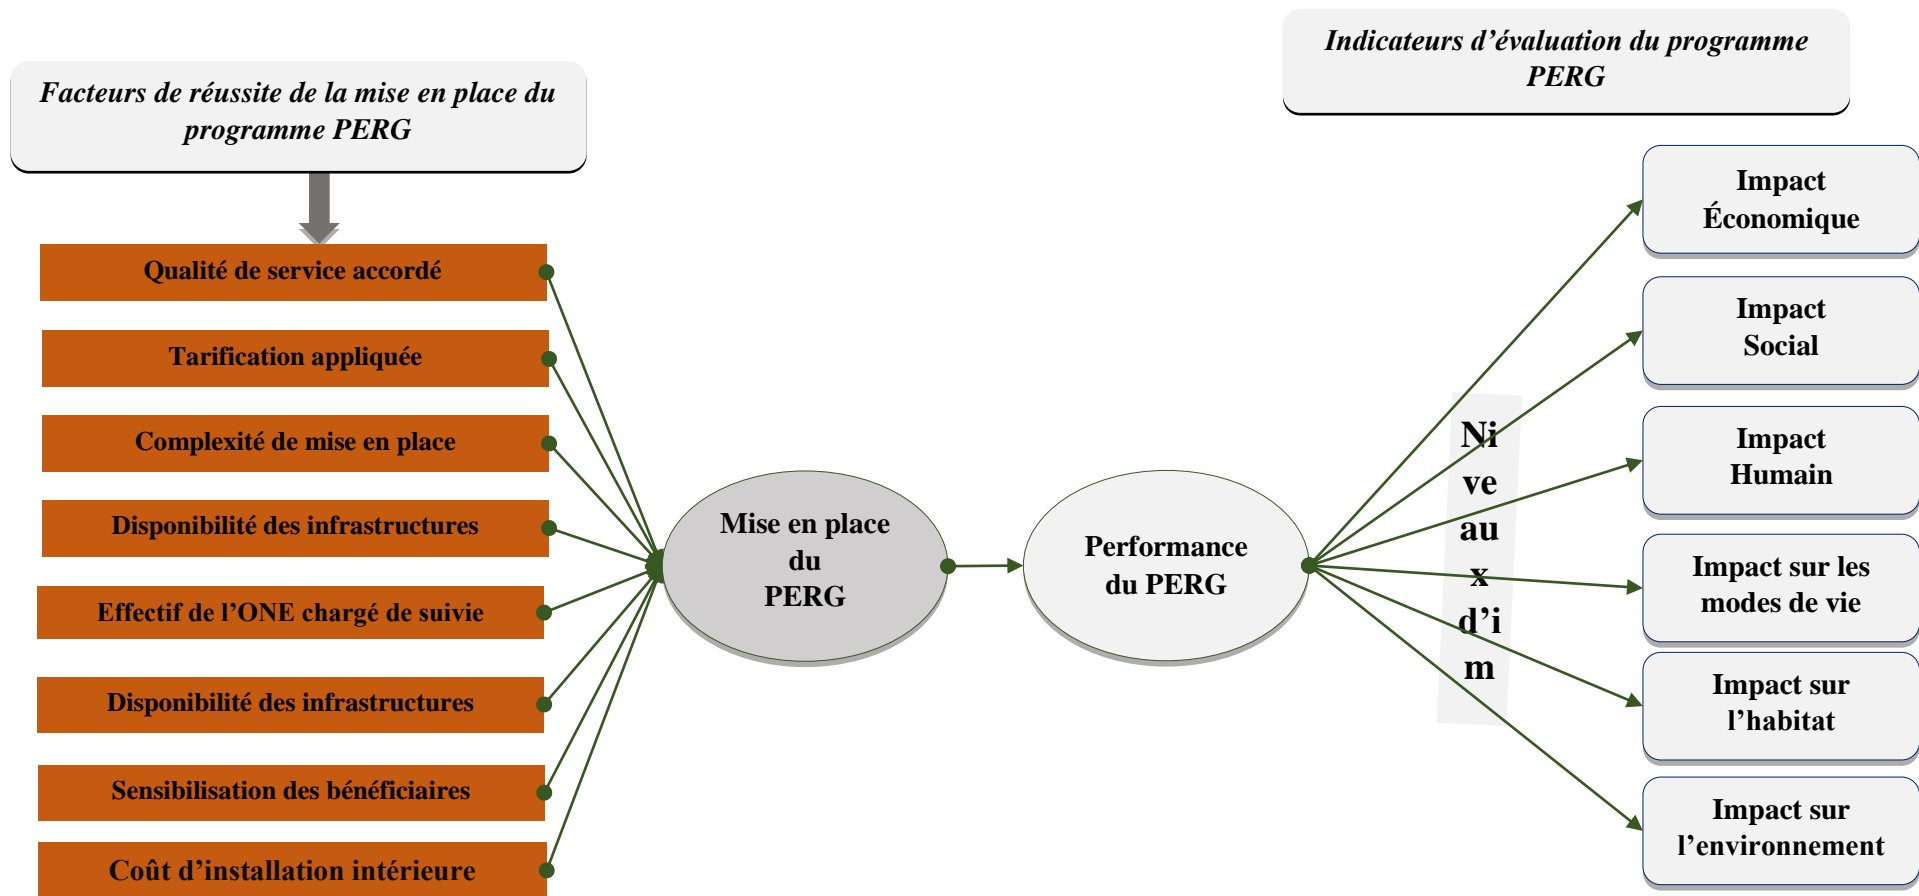 Facteurs de réussite de la mise en place du
programme PERG
Qualité de service accordé
Tarification appliquée
Complexité de mise en place
Disponibilité des infrastructures
Effectif de l’ONE chargé de suivie
Disponibilité des infrastructures
Sensibilisation des bénéficiaires
Coût d’installation intérieure
Mise en place
du
PERG
Performance
du PERG
Ni
ve
au
x
d’i
m
Indicateurs d’évaluation du programme
PERG
Impact
Économique
Impact
Social
Impact
Humain
Impact sur les
modes de vie
Impact sur
l’habitat
Impact sur
l’environnement